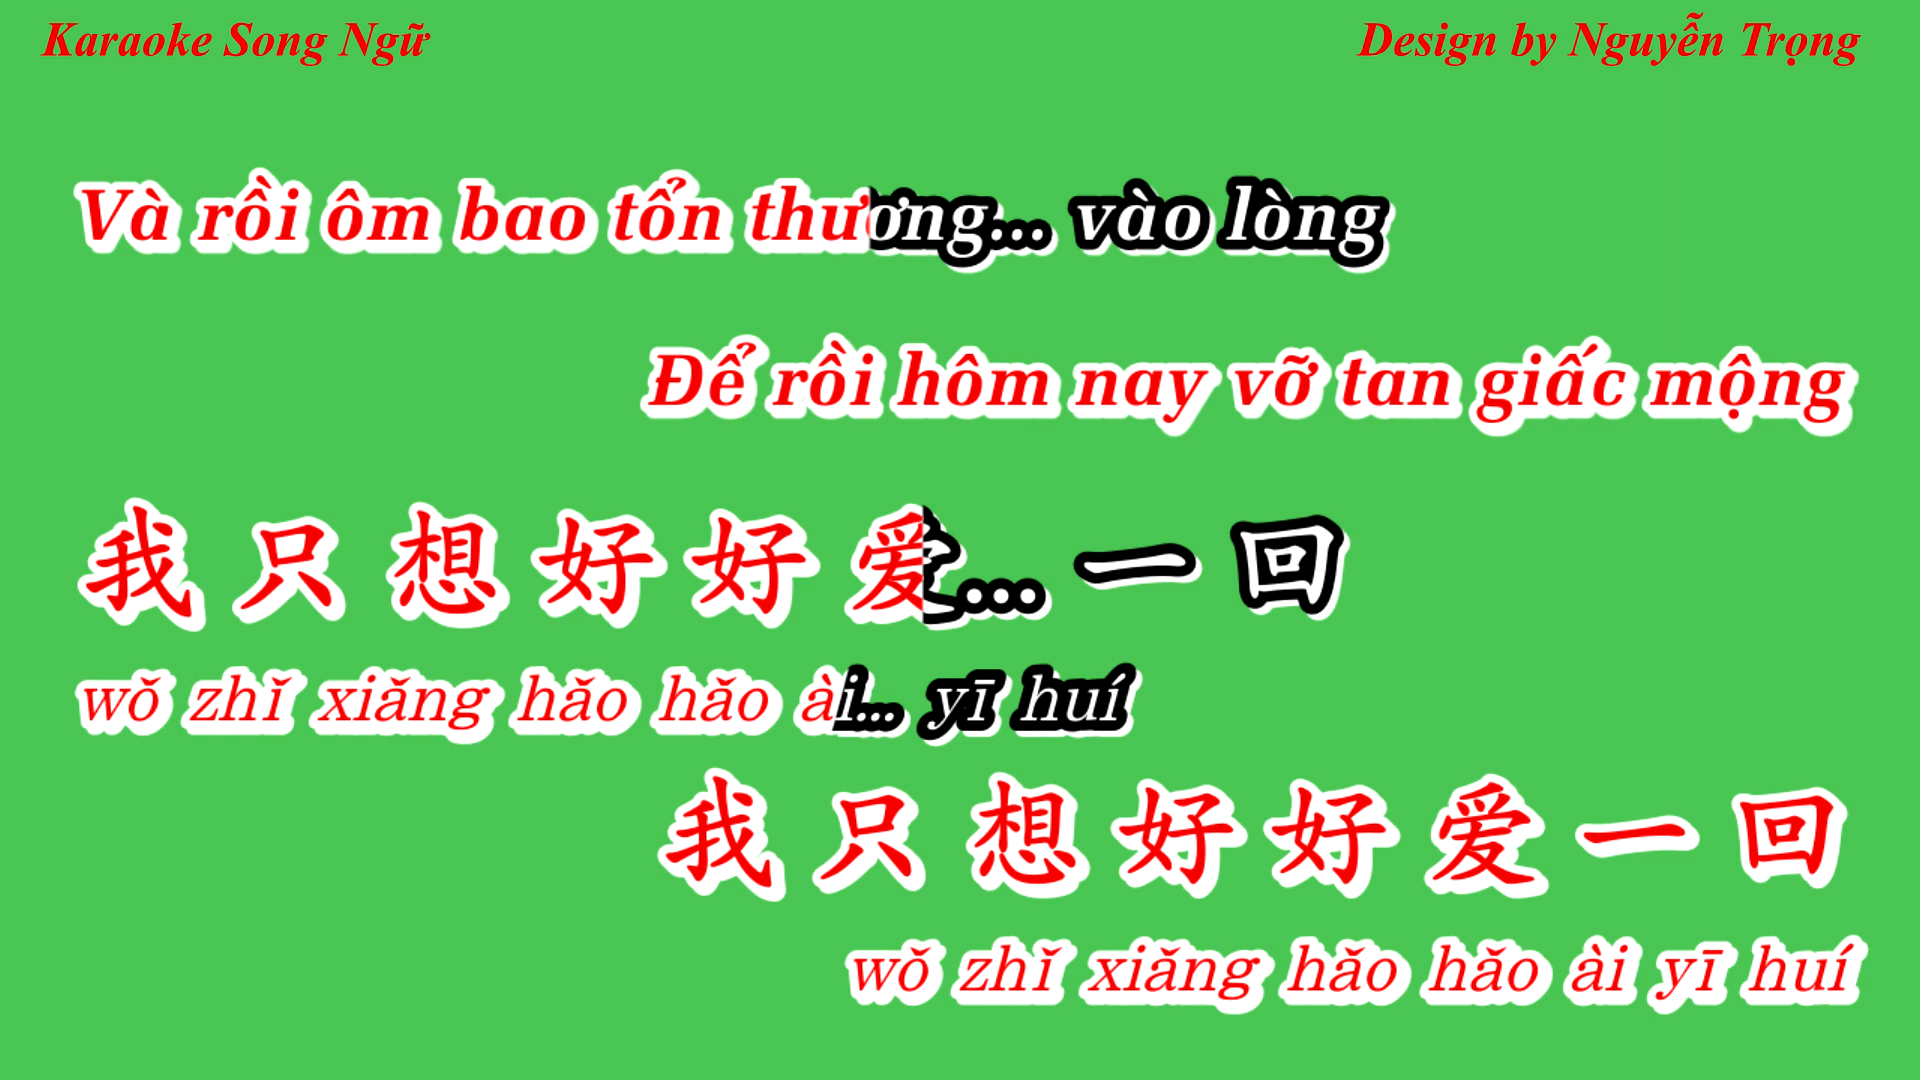 Karaoke Song Ngữ
Design by Nguyễn Trọng
Và rồi ôm bao tổn thương... vào lòng
Để rồi hôm nay vỡ tan giấc mộng
我只想好好爱...一回
wǒ zhǐ xiǎng hǎo hǎo ài... yī huí
我只想好好爱一回
wǒ zhǐ xiǎng hǎo hǎo ài yī huí